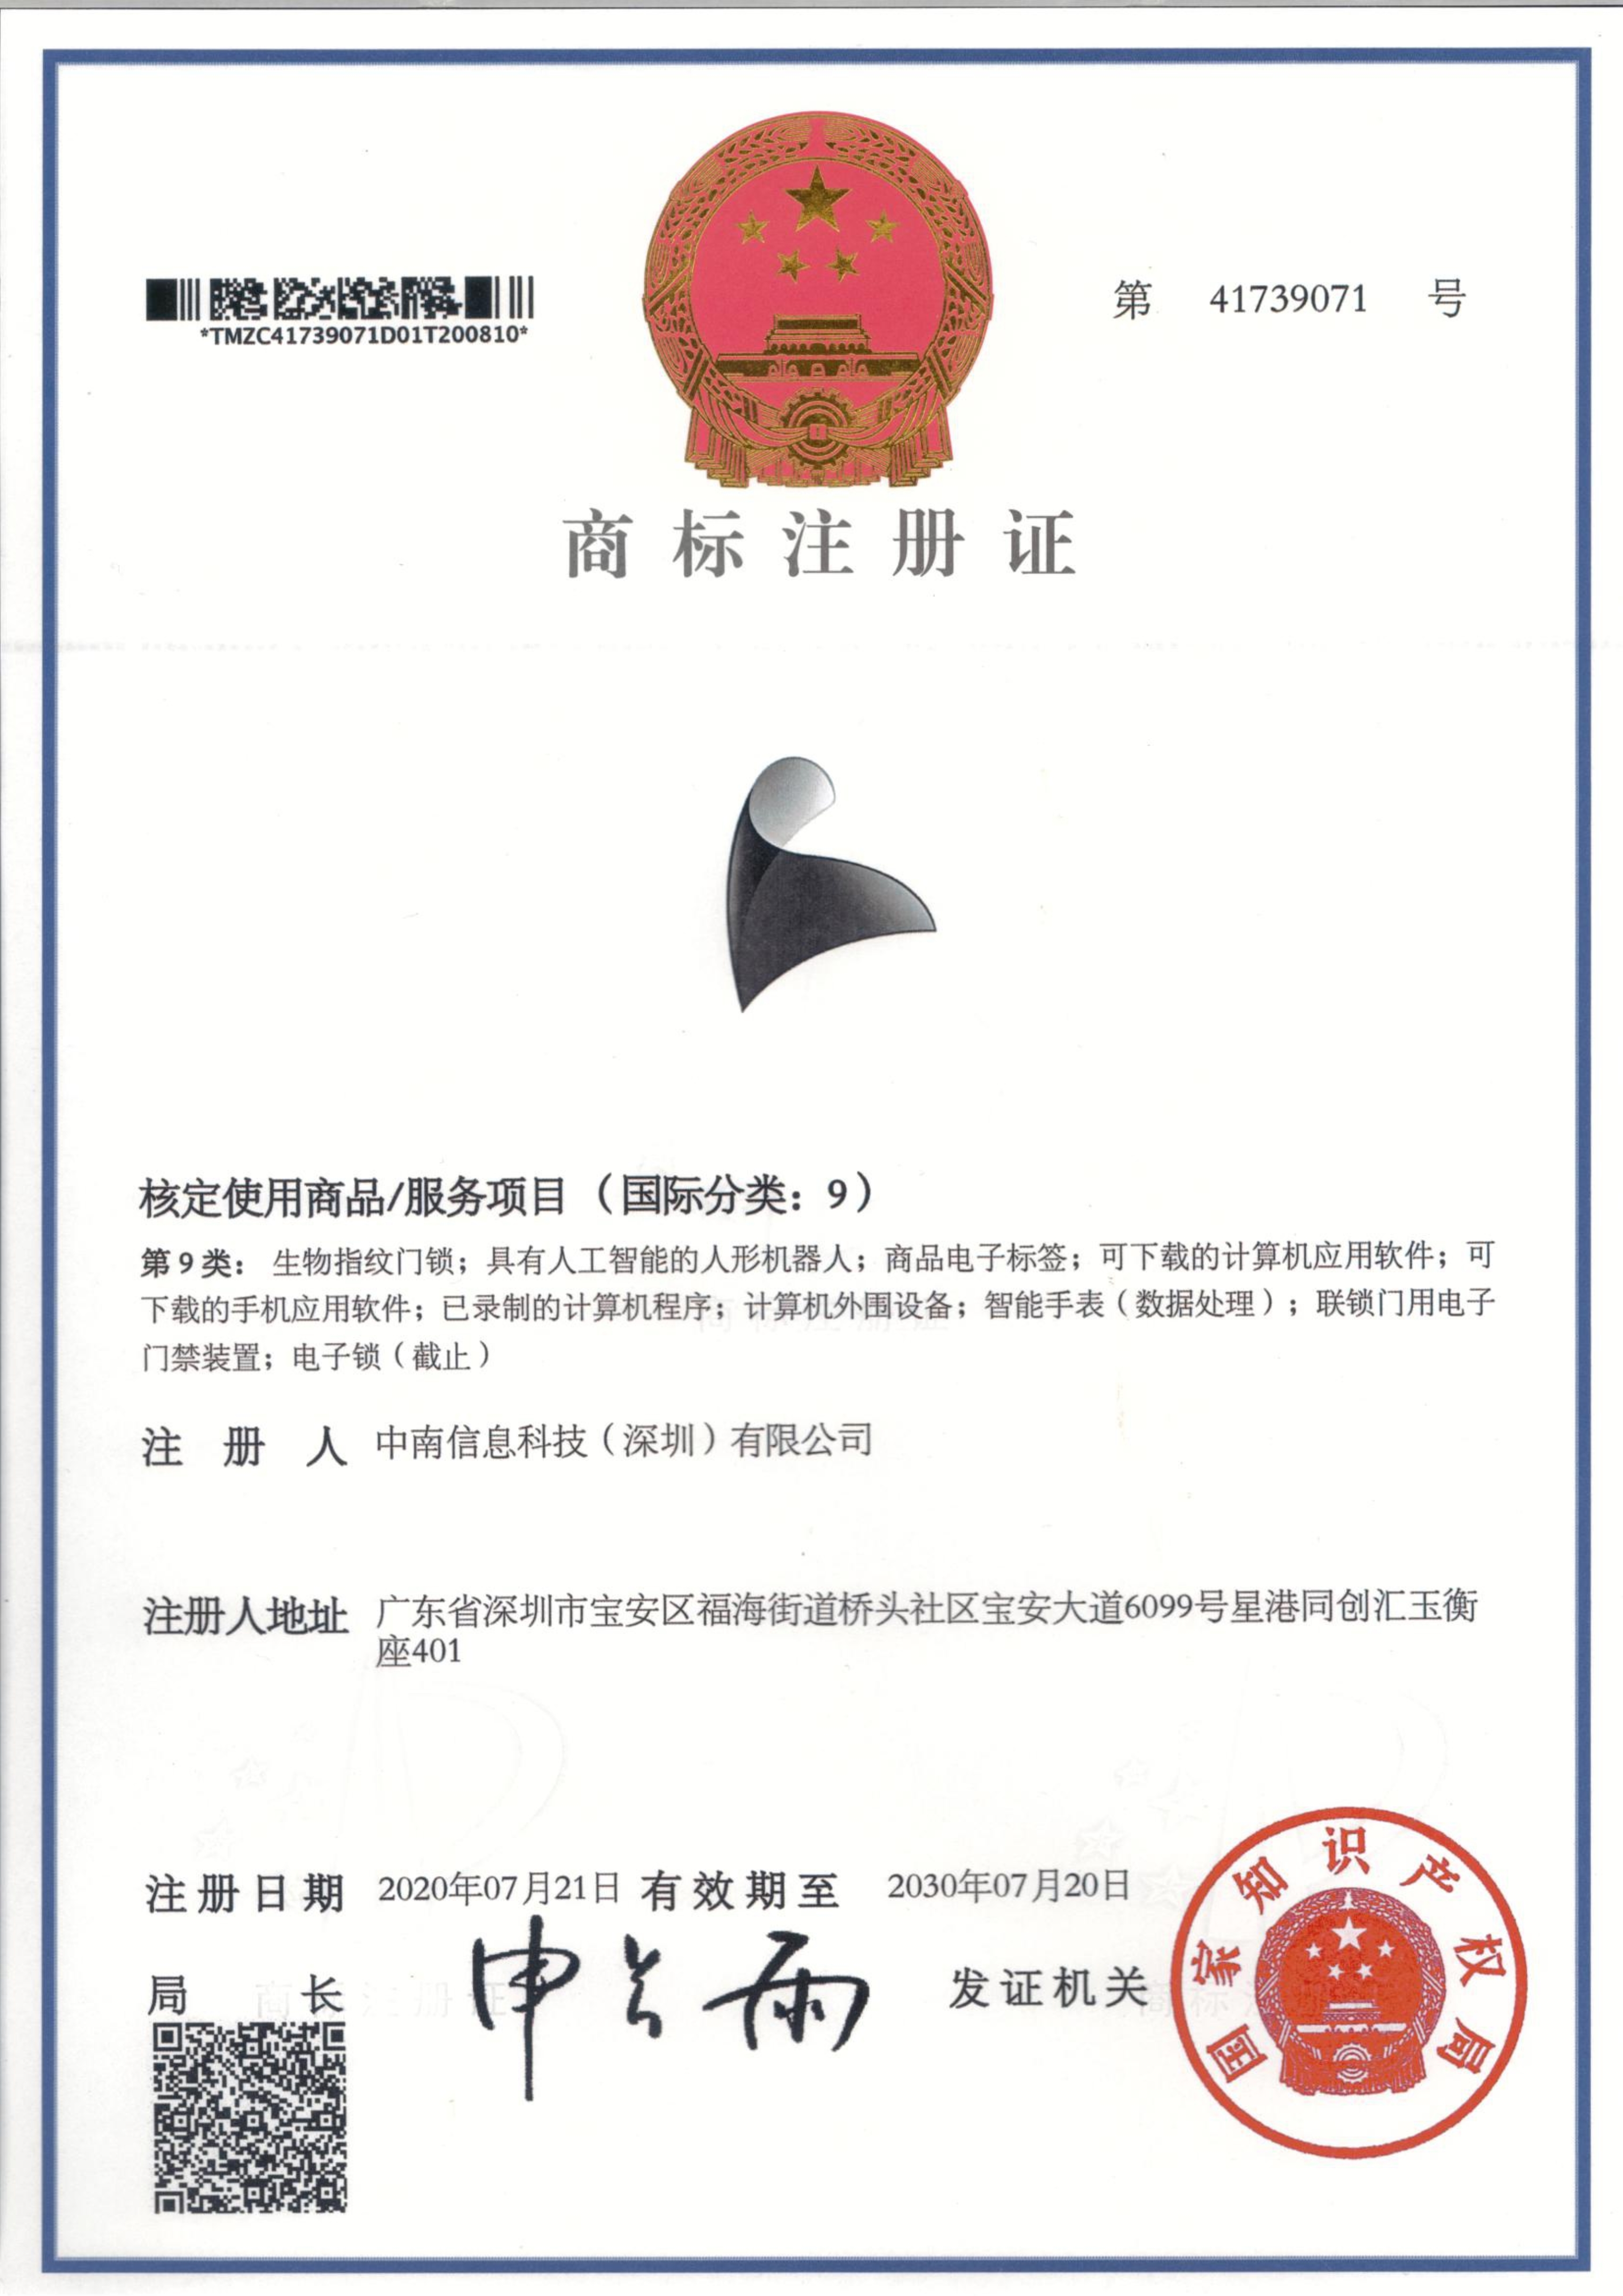 *TMZC41739071D01T200810*
第 41739071 号
商标注册证
核定使用商品/服务项目（国际分类：9）
第9类： 生物指纹门锁；具有人工智能的人形机器人；商品电子标签；可下载的计算机应用软件；可
下载的手机应用软件；已录制的计算机程序；计算机外围设备；智能手表（数据处理）；联锁门用电子
门禁装置；电子锁（截止）
注册人 中南信息科技（深圳）有限公司
注册人地址 广东省深圳市宝安区福海街道桥头社区宝安大道6099号星港同创汇玉衡
座401
注册日期 2020年07月21日 有效期至 2030年07月20日
局长 申长雨 发证机关
国家知识产权局